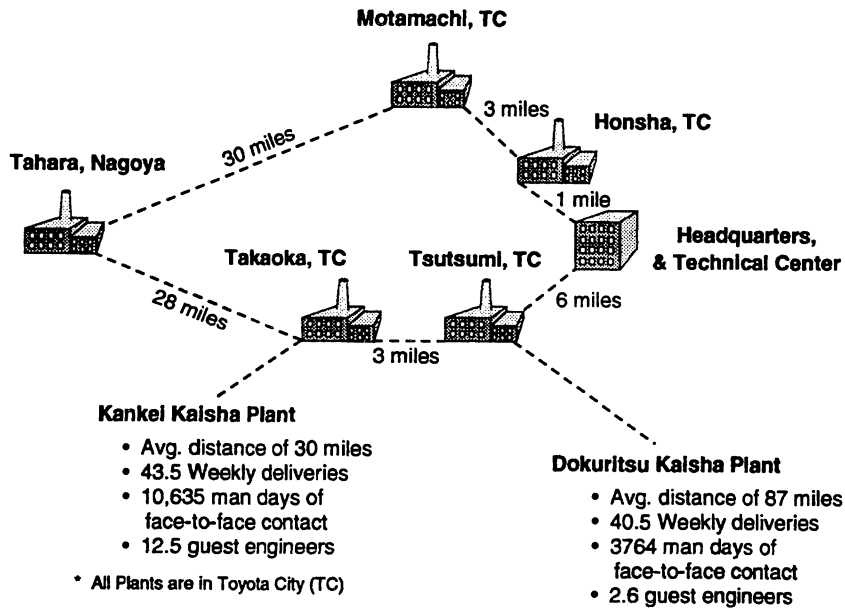 Motamachi, TC
3 miles
Honsha, TC
30 miles
Tahara, Nagoya
1 mile
Headquarters,
& Technical Center
Takaoka, TC
Tsutsumi, TC
28 miles
6 miles
3 miles
Kankei Kaisha Plant
• Avg. distance of 30 miles
• 43.5 Weekly deliveries
• 10,635 man days of
face-to-face contact
• 12.5 guest engineers
* All Plants are in Toyota City (TC)
Dokuritsu Kaisha Plant
• Avg. distance of 87 miles
• 40.5 Weekly deliveries
• 3764 man days of
face-to-face contact
• 2.6 guest engineers